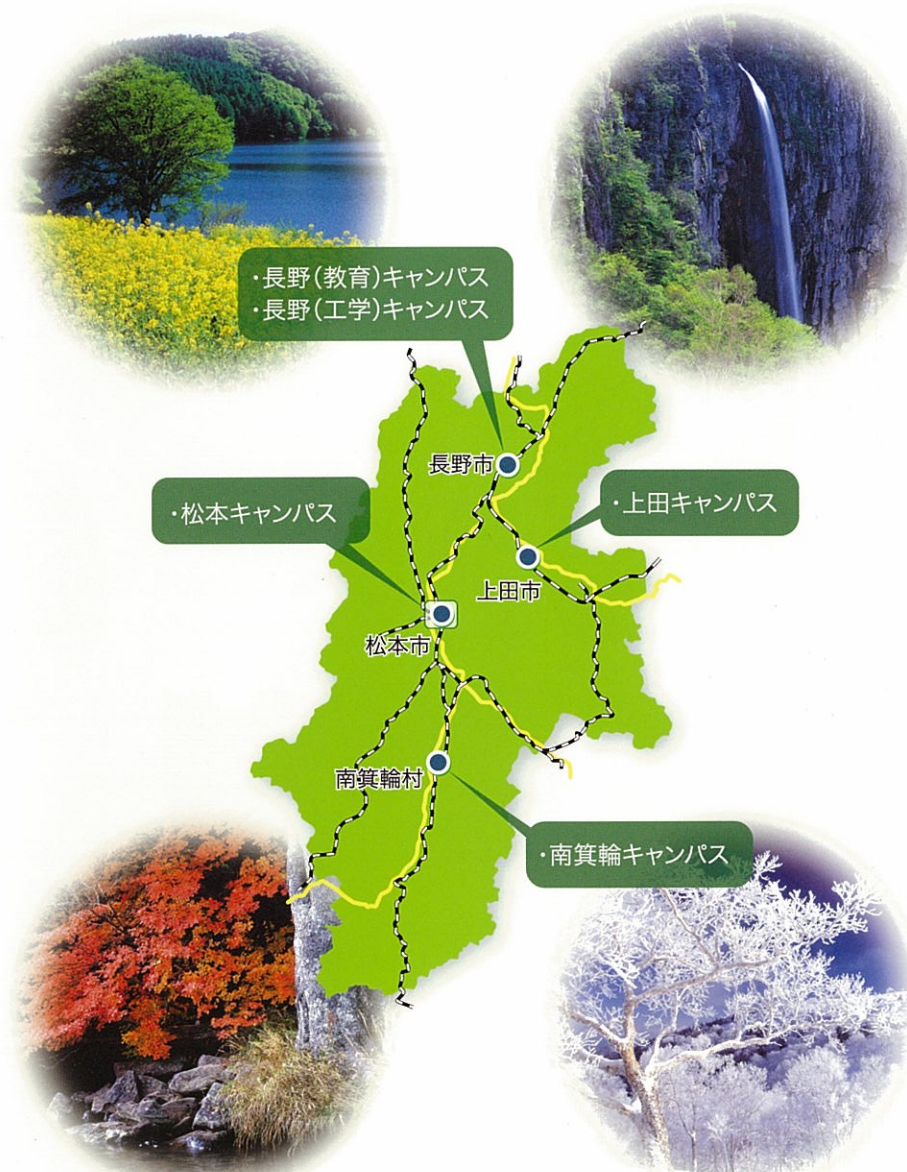 ・長野(教育)キャンパス
・長野(工学)キャンパス
長野市
・松本キャンパス
・上田キャンパス
上田市
松本市
南箕輪村
・南箕輪キャンパス